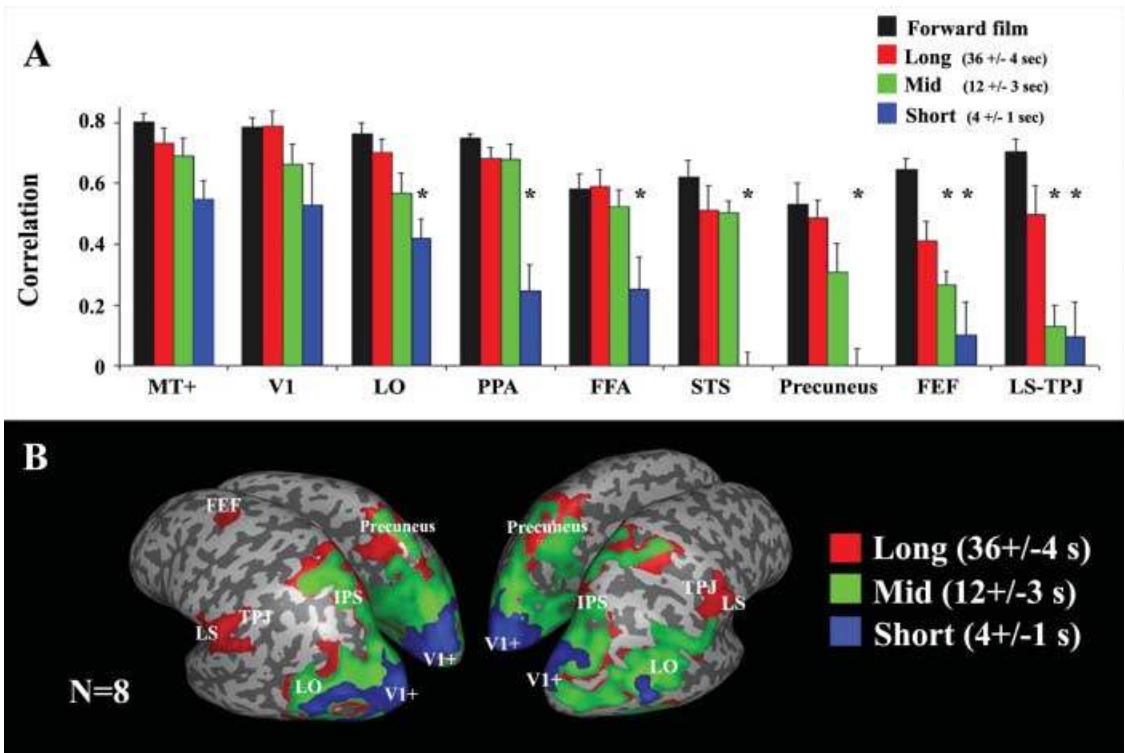 A
Forward film
Long (36 +/- 4 sec)
Mid (12 +/- 3 sec)
Short (4 +/- 1 sec)
Correlation
0.8
0.6
0.4
0.2
0
* * * * * * * * *
MT+ V1 LO PPA FFA STS Precuneus FEF LS-TPJ
B
FEF
Precuneus
IPS
TPJ
LS
V1+
LO
V1+
N=8
Precuneus
IPS
TPJ
LS
V1+
LO
V1+
Long (36+/-4 s)
Mid (12+/-3 s)
Short (4+/-1 s)